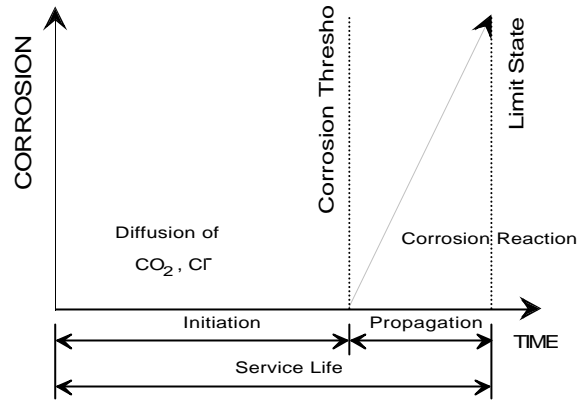 CORROSION
Corrosion Thresho
Limit State
Diffusion of
CO₂ , Cl⁻
Corrosion Reaction
Initiation
Propagation
TIME
Service Life